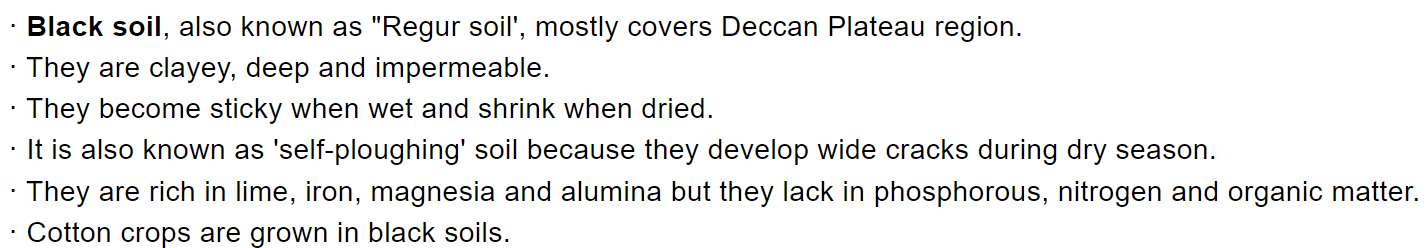 · Black soil, also known as "Regur soil', mostly covers Deccan Plateau region.
· They are clayey, deep and impermeable.
· They become sticky when wet and shrink when dried.
· It is also known as 'self-ploughing' soil because they develop wide cracks during dry season.
· They are rich in lime, iron, magnesia and alumina but they lack in phosphorous, nitrogen and organic matter.
· Cotton crops are grown in black soils.